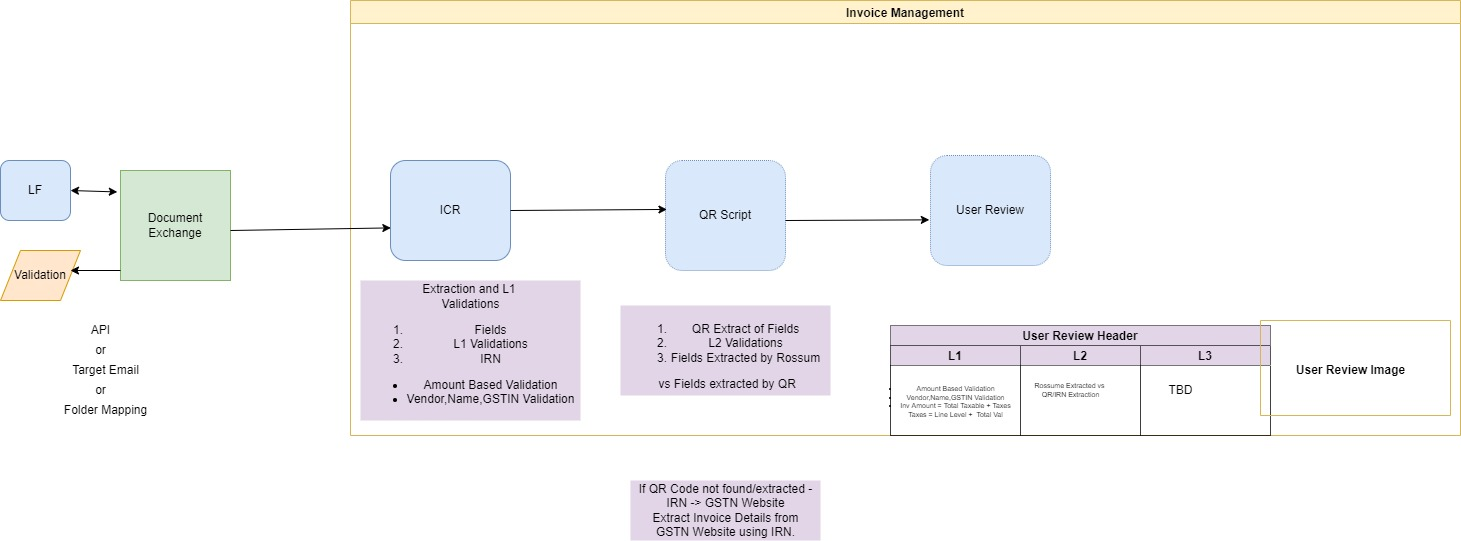 Invoice Management
LF
Document
Exchange
Validation
API
or
Target Email
or
Folder Mapping
ICR
QR Script
User Review
Extraction and L1
Validations
1. Fields
2. L1 Validations
3. IRN
• Amount Based Validation
• Vendor,Name,GSTIN Validation
1. QR Extract of Fields
2. L2 Validations
3. Fields Extracted by Rossum
vs Fields extracted by QR
User Review Header
L1 L2 L3
Amount Based Validation
Vendor,Name,GSTIN Validation
Inv Amount = Total Taxable + Taxes
Taxes = Line Level + Total Val
Rossume Extracted vs
QR/IRN Extraction
TBD
User Review Image
If QR Code not found/extracted -
IRN -> GSTN Website
Extract Invoice Details from
GSTN Website using IRN.